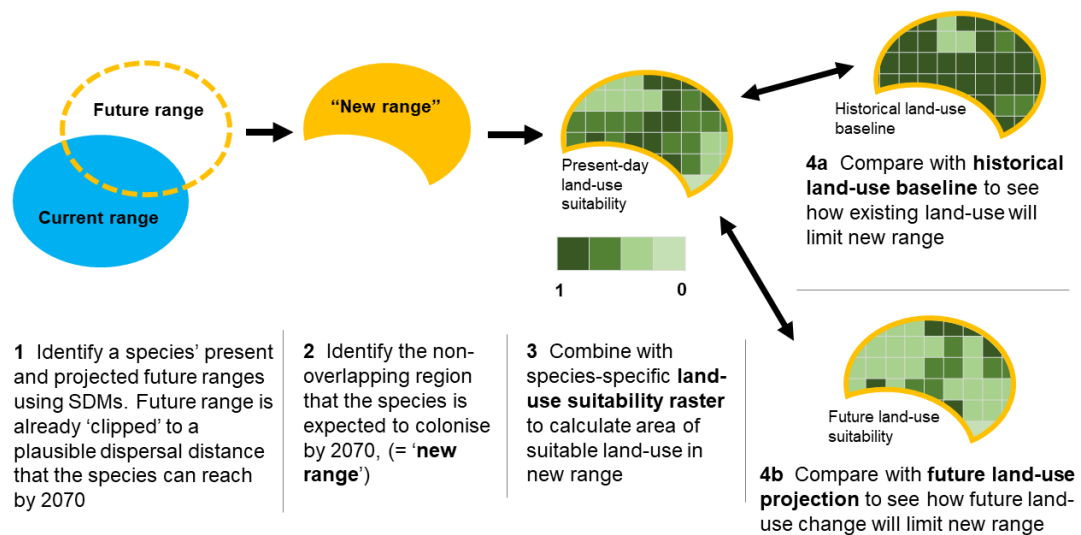 Future range
Current range
“New range”
Present-day
land-use
suitability
1
0
Historical land-use
baseline
4a Compare with historical
land-use baseline to see
how existing land-use will
limit new range
1 Identify a species’ present
and projected future ranges
using SDMs. Future range is
already ‘clipped’ to a
plausible dispersal distance
that the species can reach
by 2070
2 Identify the non-
overlapping region
that the species is
expected to colonise
by 2070, (= ‘new
range’)
3 Combine with
species-specific land-
use suitability raster
to calculate area of
suitable land-use in
new range
Future land-use
suitability
4b Compare with future land-use
projection to see how future land-
use change will limit new range